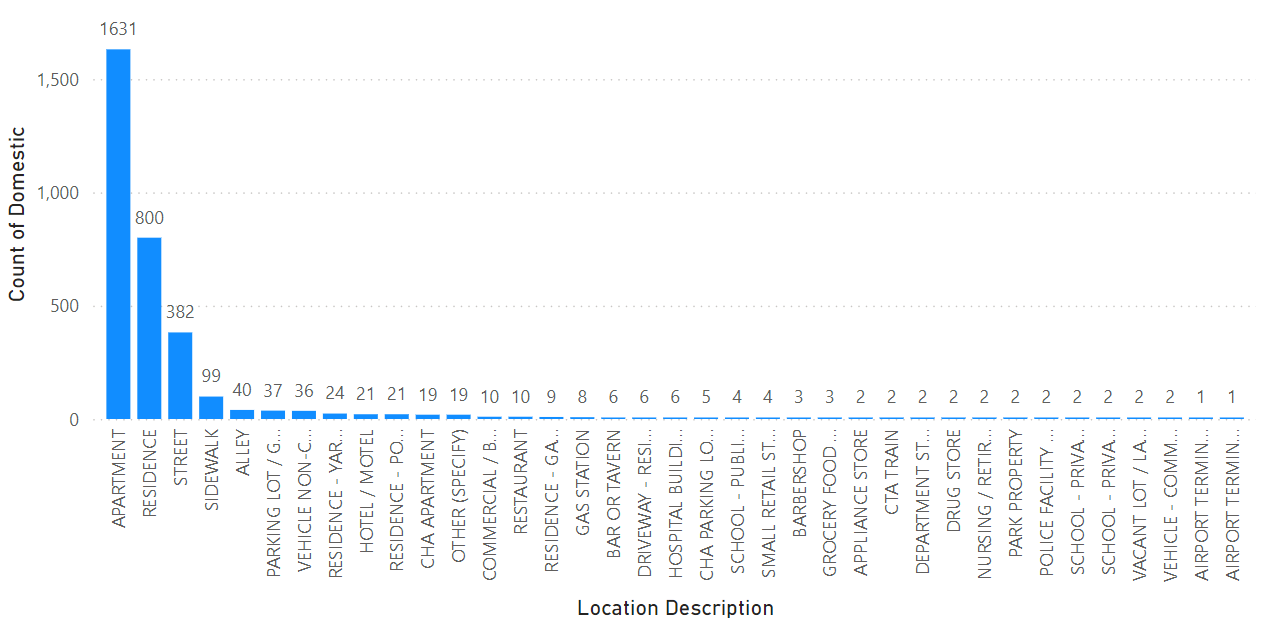 1631
1,500
1,000
800
500
382
99
40
37
36
24
21
21
19
19
10
10
9
8
6
6
6
5
4
4
3
3
2
2
2
2
2
2
2
2
2
2
2
1
1
0
Count of Domestic
APARTMENT
RESIDENCE
STREET
SIDEWALK
ALLEY
PARKING LOT / G...
VEHICLE NON-C...
RESIDENCE - YAR...
HOTEL / MOTEL
RESIDENCE - PO...
CHA APARTMENT
OTHER (SPECIFY)
COMMERCIAL / B...
RESTAURANT
RESIDENCE - GA...
GAS STATION
BAR OR TAVERN
DRIVEWAY - RESI...
HOSPITAL BUILDI...
CHA PARKING LO...
SCHOOL - PUBLI...
SMALL RETAIL ST...
BARBERSHOP
GROCERY FOOD ...
APPLIANCE STORE
CTA TRAIN
DEPARTMENT ST...
DRUG STORE
NURSING / RETIR...
PARK PROPERTY
POLICE FACILITY ...
SCHOOL - PRIVA...
SCHOOL - PRIVA...
VACANT LOT / LA...
VEHICLE - COMM...
AIRPORT TERMIN...
AIRPORT TERMIN...
Location Description